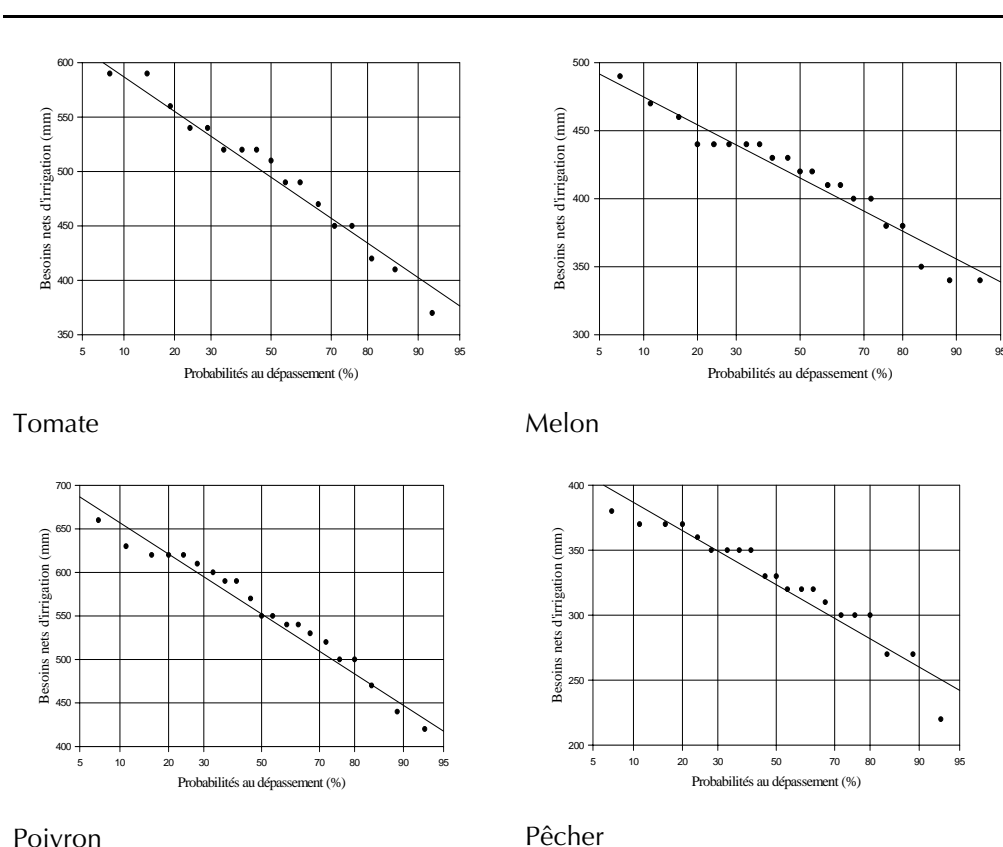 600
550
500
450
400
350
Besoins nets d'irrigation (mm)
5 10 20 30 50 70 80 90 95
Probabilités au dépassement (%)
Tomate
500
450
400
350
300
Besoins nets d'irrigation (mm)
5 10 20 30 50 70 80 90 95
Probabilités au dépassement (%)
Melon
700
650
600
550
500
450
400
Besoins nets d'irrigation (mm)
5 10 20 30 50 70 80 90 95
Probabilités au dépassement (%)
Poivron
400
350
300
250
200
Besoins nets d'irrigation (mm)
5 10 20 30 50 70 80 90 95
Probabilités au dépassement (%)
Pêcher